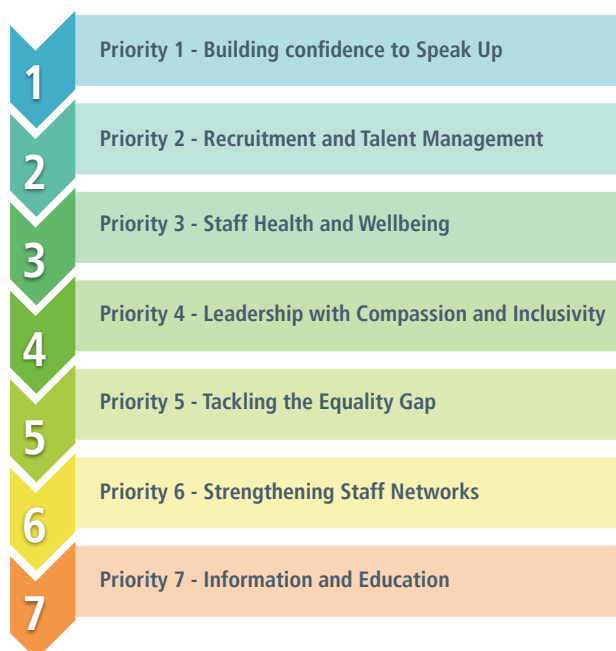 1
Priority 1 - Building confidence to Speak Up
2
Priority 2 - Recruitment and Talent Management
3
Priority 3 - Staff Health and Wellbeing
4
Priority 4 - Leadership with Compassion and Inclusivity
5
Priority 5 - Tackling the Equality Gap
6
Priority 6 - Strengthening Staff Networks
7
Priority 7 - Information and Education